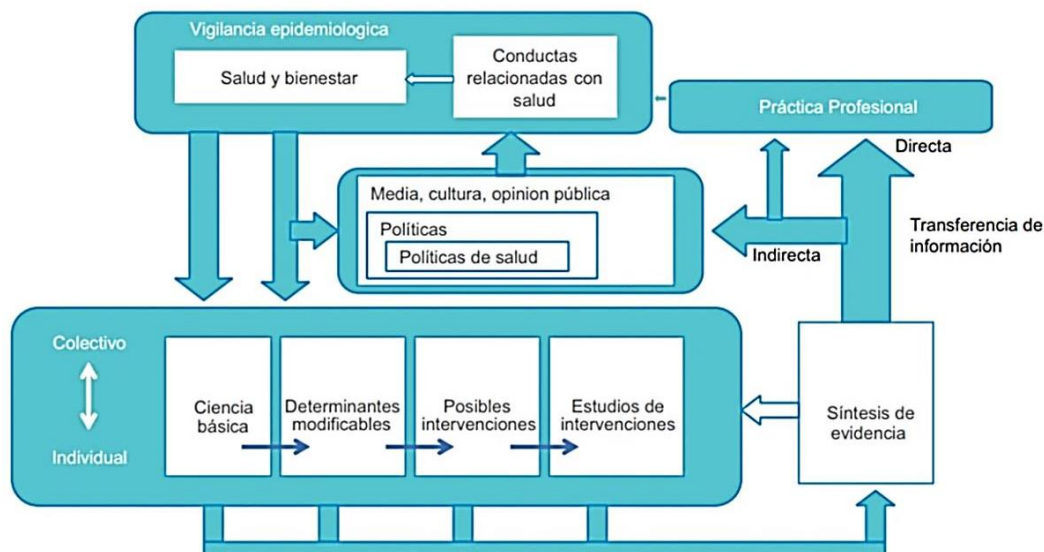 Vigilancia epidemiologica
Salud y bienestar
Conductas
relacionadas con
salud
Práctica Profesional
Directa
Media, cultura, opinion pública
Políticas
Políticas de salud
Indirecta
Transferencia de
información
Colectivo
Individual
Ciencia
básica
Determinantes
modificables
Posibles
intervenciones
Estudios de
intervenciones
Síntesis de
evidencia